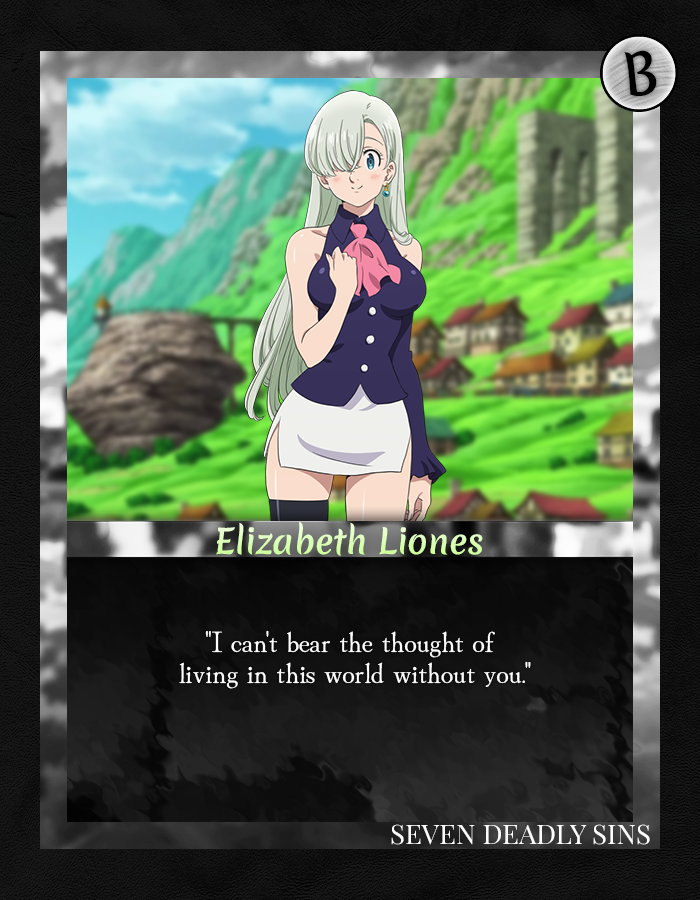 B
Elizabeth Liones
"I can't bear the thought of
living in this world without you."
SEVEN DEADLY SINS